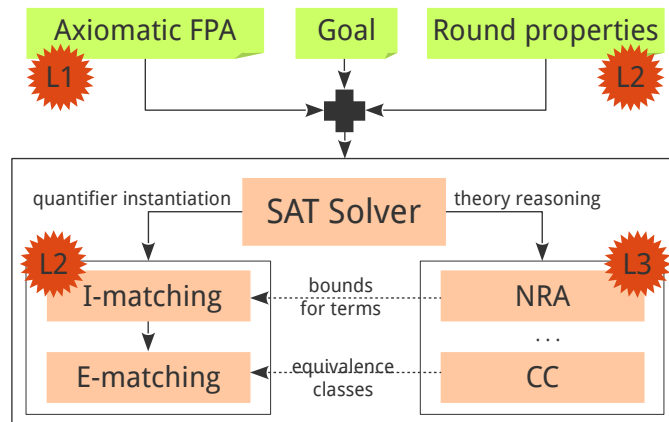 Axiomatic FPA
Goal
Round properties
L1
L2
quantifier instantiation
SAT Solver
theory reasoning
L2
L3
I-matching
bounds
for terms
NRA
...
E-matching
equivalence
classes
CC